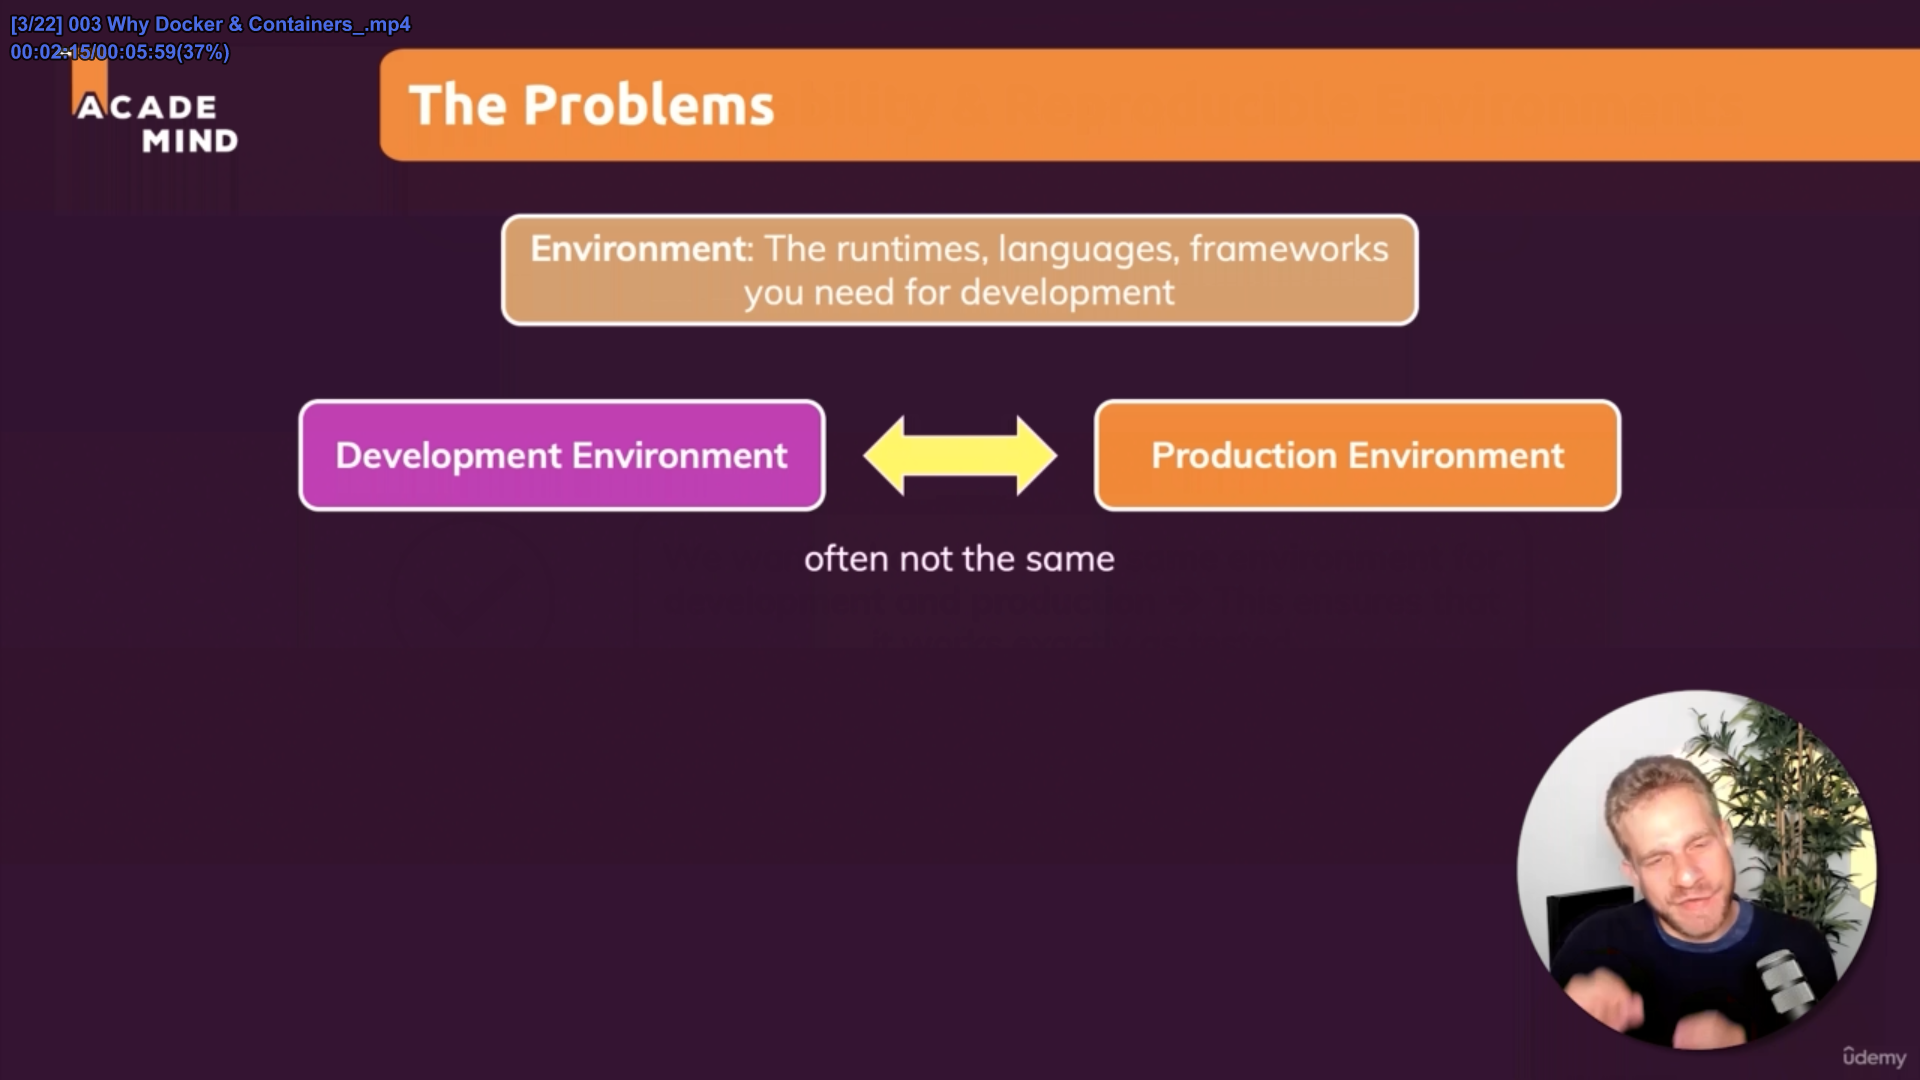 [3/22] 003 Why Docker & Containers_.mp4
00:02:15/00:05:59(37%)
ACADE
MIND
The Problems
Environment: The runtimes, languages, frameworks
you need for development
Development Environment
Production Environment
often not the same
ûdemy